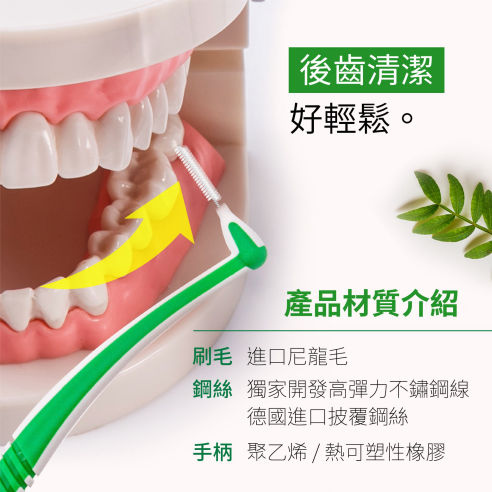 後齒清潔
好輕鬆。
產品材質介紹
刷毛 進口尼龍毛
鋼絲 獨家開發高彈力不鏽鋼線
德國進口披覆鋼絲
手柄 聚乙烯 / 熱可塑性橡膠